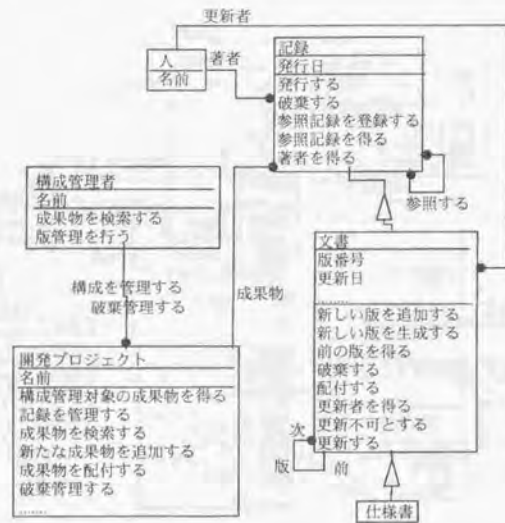 更新者
人
名前
著者
記録
発行日
発行する
破棄する
参照記録を登録する
参照記録を得る
著者を得る
参照する
構成管理者
名前
成果物を検索する
版管理を行う
構成を管理する
破棄管理する
成果物
文書
版番号
更新日
.......
新しい版を追加する
新しい版を生成する
前の版を得る
破棄する
配付する
更新者を得る
更新不可とする
更新する
次
版
前
仕様書
開発プロジェクト
名前
構成管理対象の成果物を得る
記録を管理する
成果物を検索する
新たな成果物を追加する
成果物を配付する
破棄管理する
.......